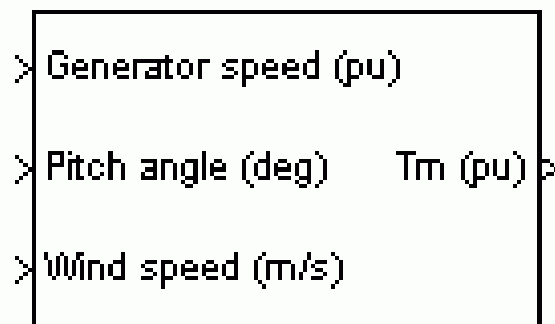 Generator speed (pu)
Pitch angle (deg) Tm (pu)
Wind speed (m/s)